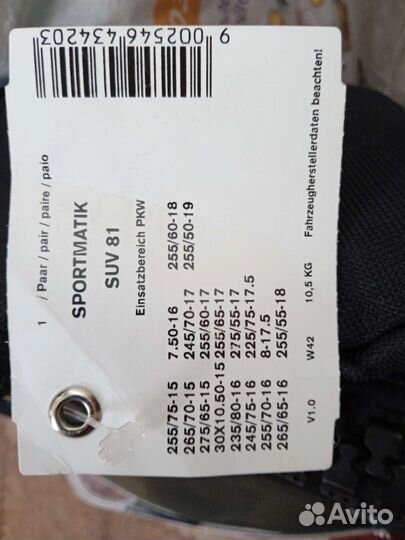 9 002546 434203
1 / Paar / pair / paire / paio
SPORTMATIK
SUV 81
Einsatzbereich PKW
255/75-15 7.50-16 255/60-18
265/70-15 245/70-17 255/50-19
275/65-15 255/60-17
30X10.50-15 255/65-17
235/80-16 275/55-17
245/75-16 225/75-17.5
255/70-16 8-17.5
265/65-16 255/55-18
V1.0 W42 10,5 KG Fahrzeugherstellerdaten beachten!
Avito